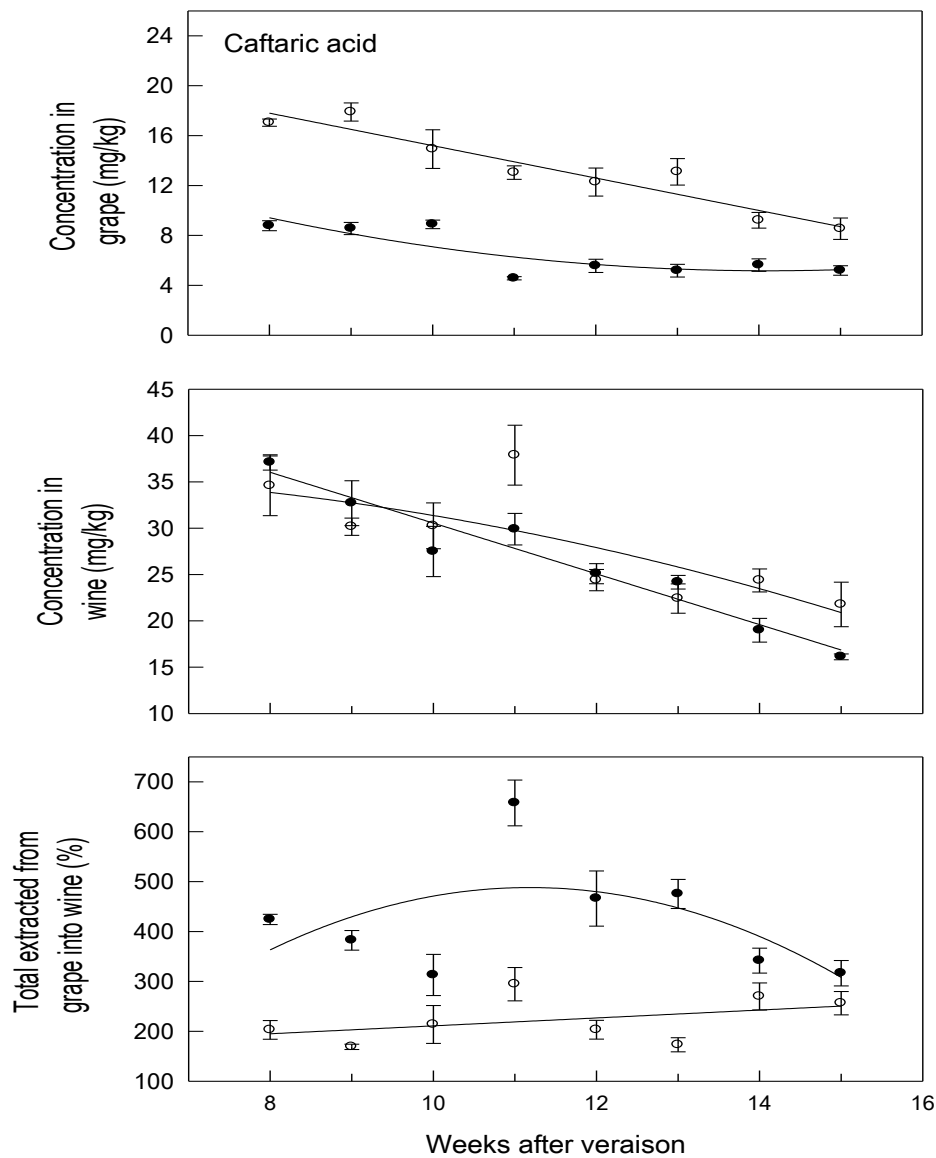 Caftaric acid
Concentration in
grape (mg/kg)
24
20
16
12
8
4
0
Concentration in
wine (mg/kg)
45
40
35
30
25
20
15
10
Total extracted from
grape into wine (%)
700
600
500
400
300
200
100
8 10 12 14 16
Weeks after veraison